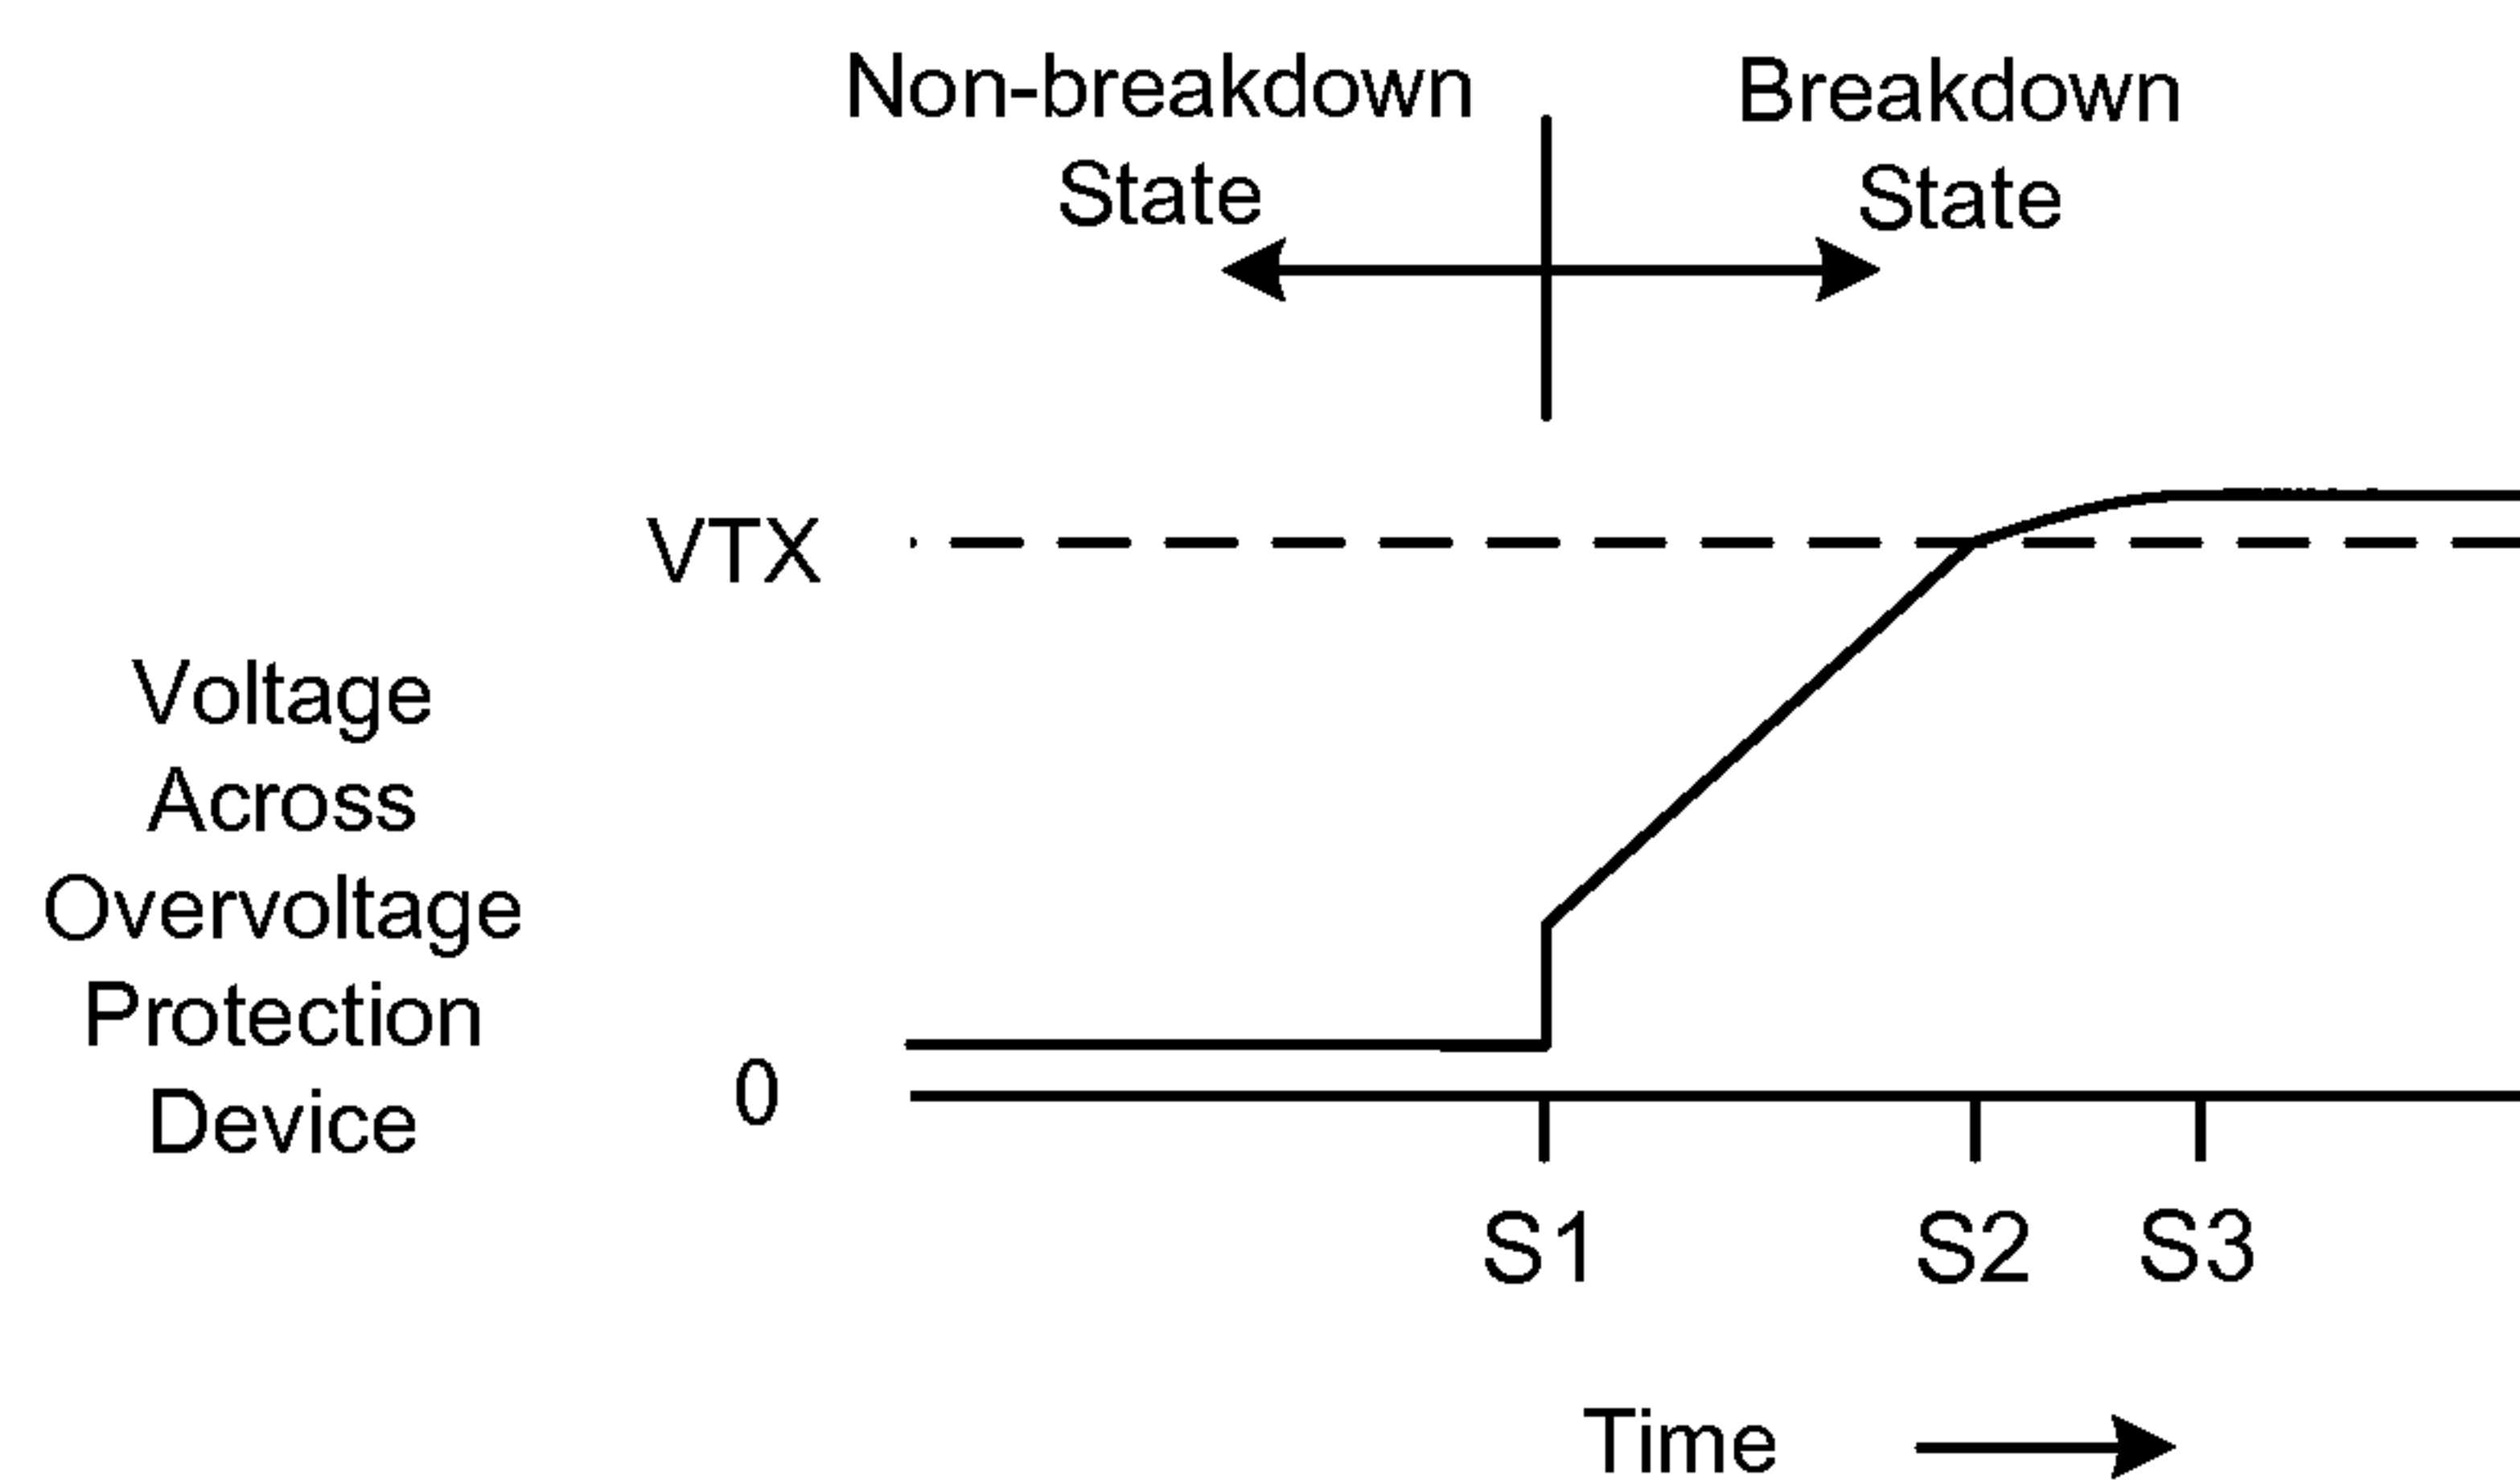 Non-breakdown
State
Breakdown
State
VTX
Voltage
Across
Overvoltage
Protection
Device
0
S1
S2
S3
Time